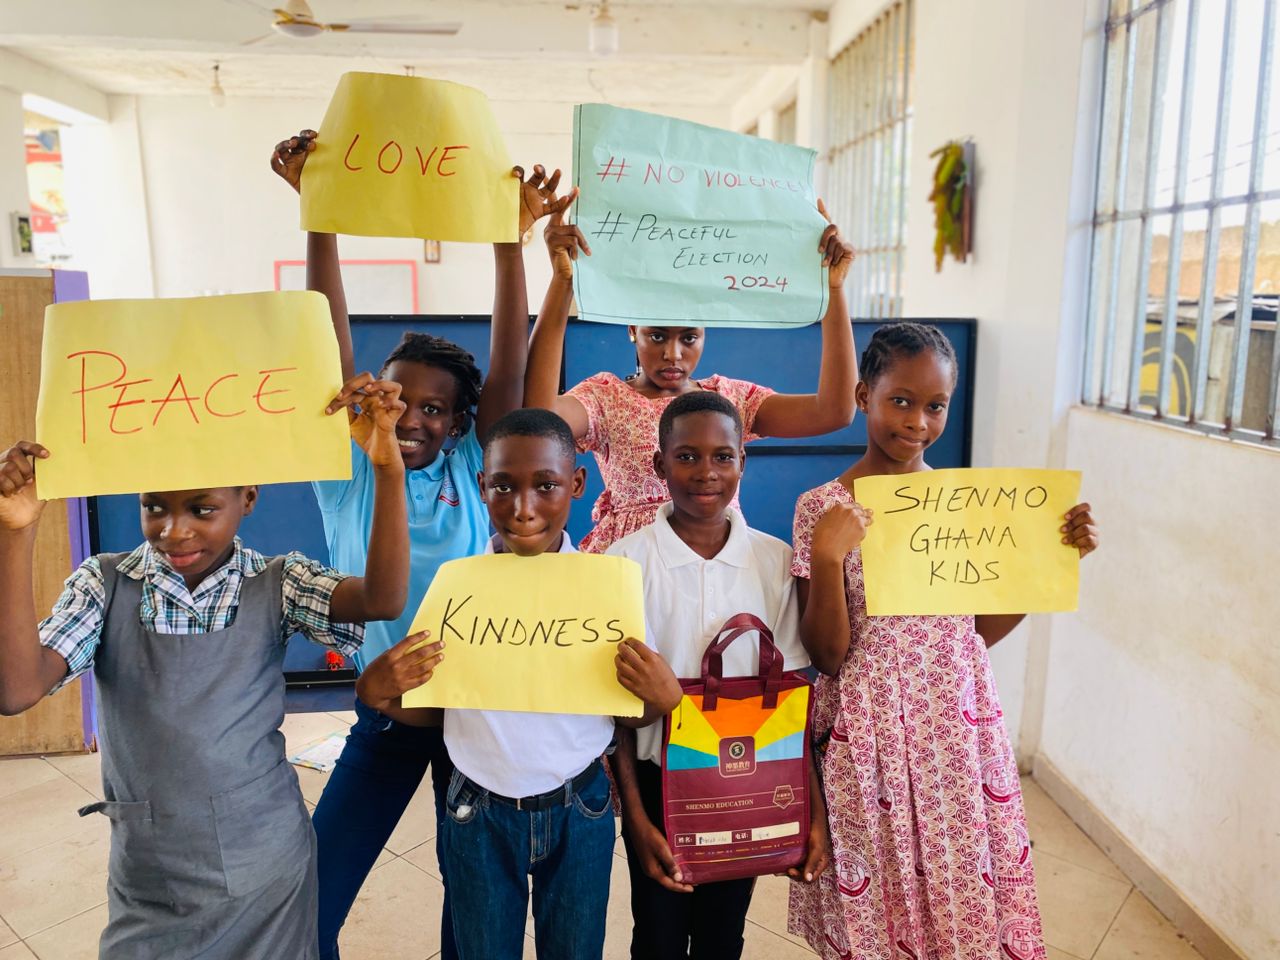 LOVE
# NO VIOLENCE
# PEACEFUL
ELECTION
2024
PEACE
KINDNESS
SHENMO
GHANA
KIDS
神墨教育
SHENMO EDUCATION
姓名:
电话: